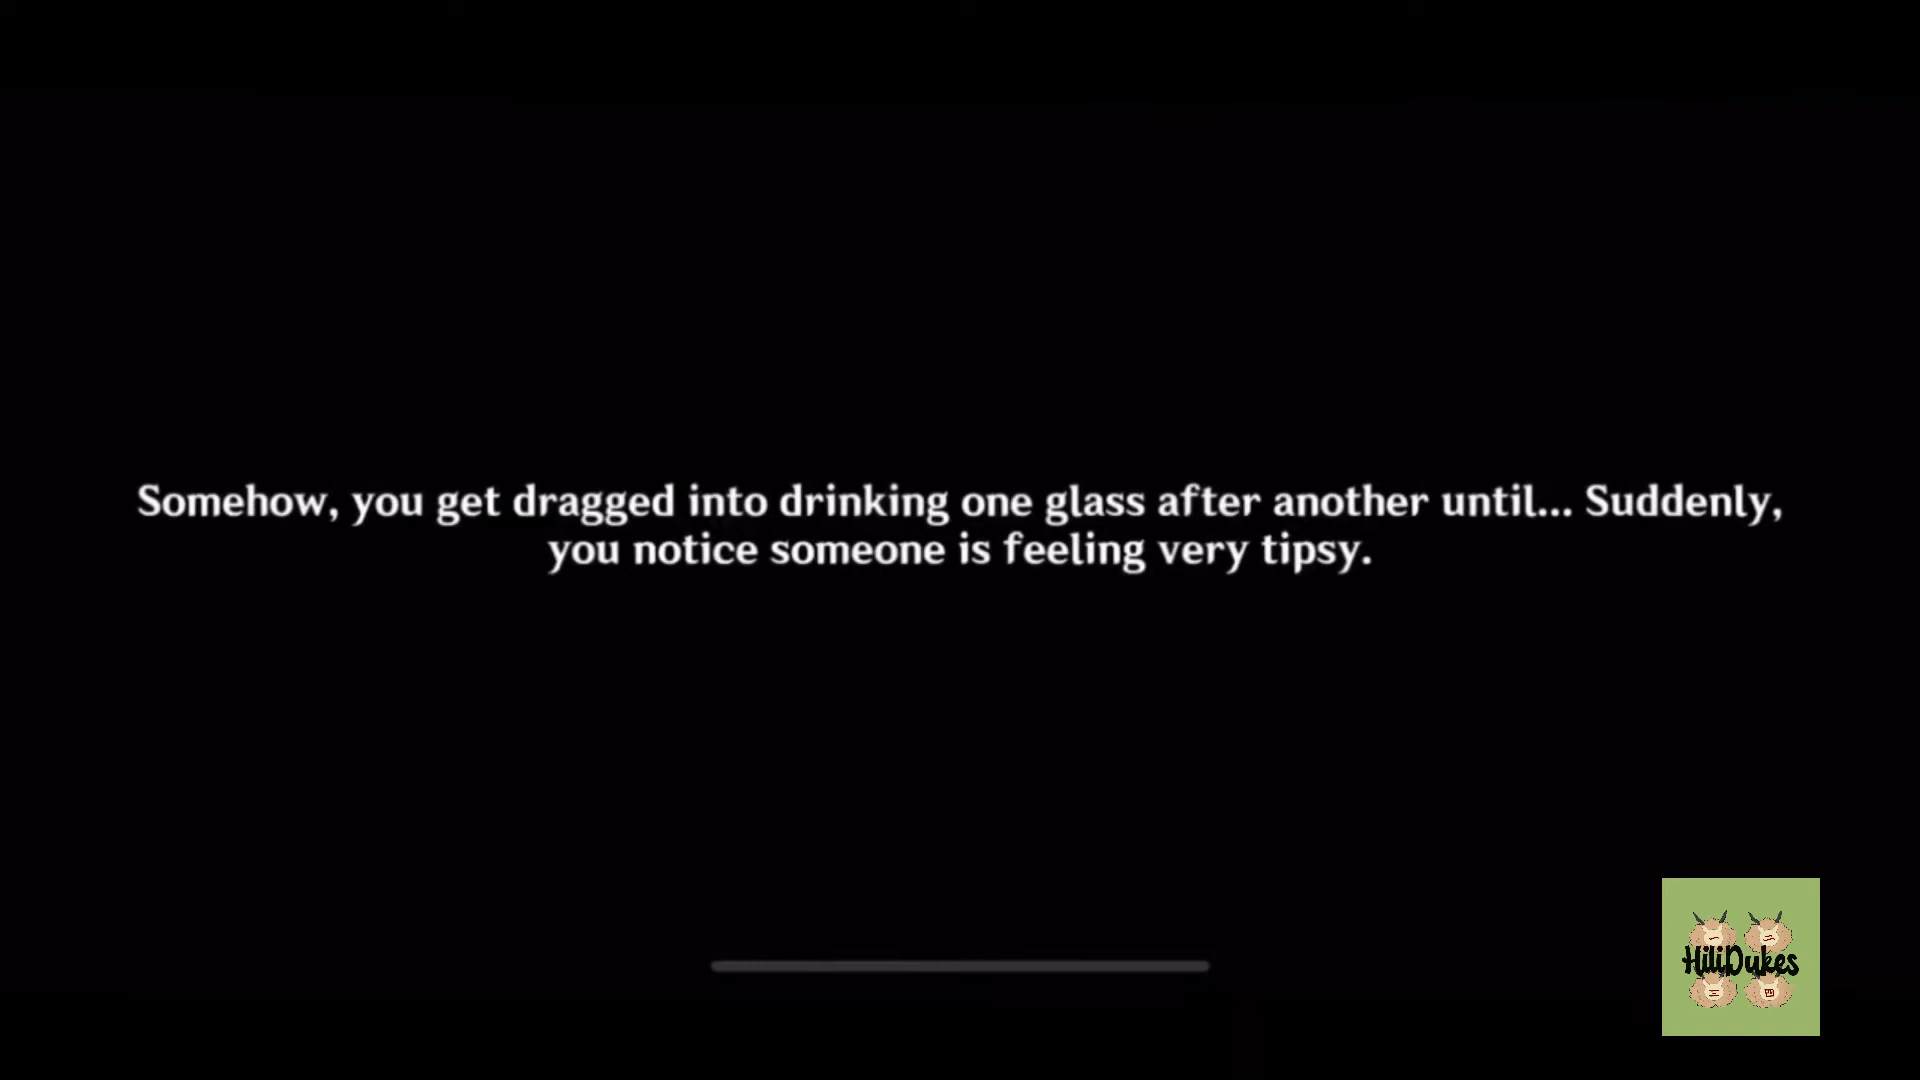 Somehow, you get dragged into drinking one glass after another until... Suddenly,
you notice someone is feeling very tipsy.
HiliDukes